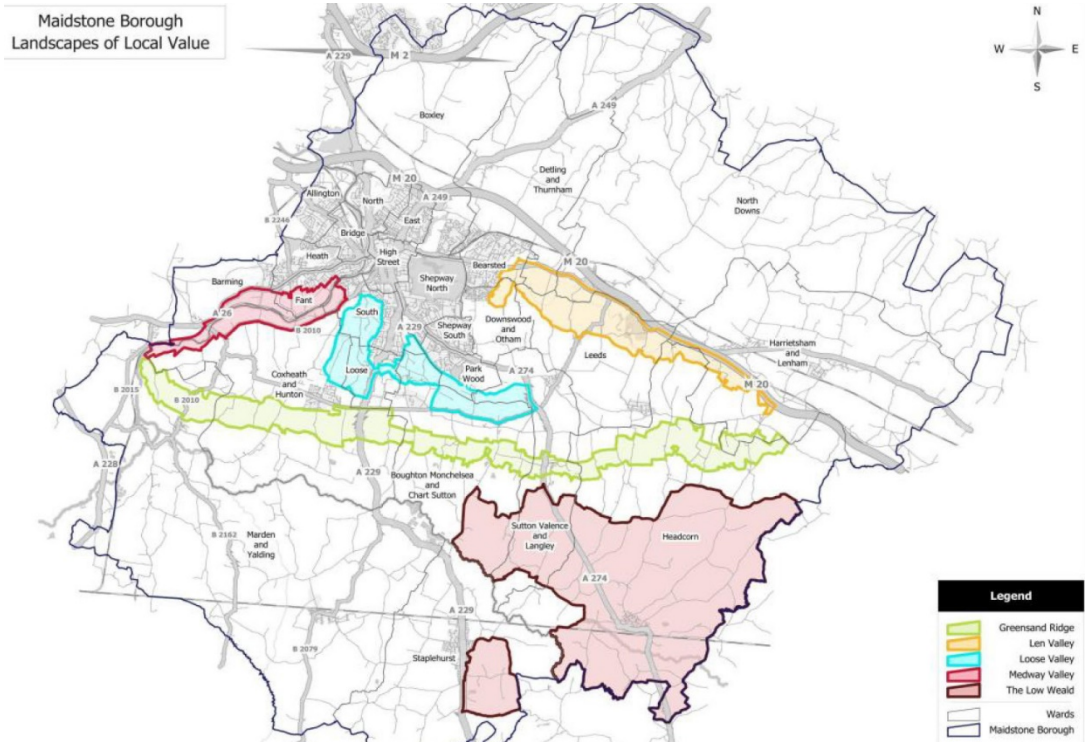 Maidstone Borough
Landscapes of Local Value
N
W
E
S
A 229
M 2
Boxley
A 249
Detling
and
Thurnham
North
Downs
M 20
Allington
North
A 249
East
B 2246
Bridge
High
Street
Heath
Shepway
North
Bearsted
M 20
Barming
Fant
A 26
B 2010
South
A 229
Shepway
South
Downswood
and
Otham
Leeds
Harrietsham
and
Lenham
Loose
Park
Wood
A 274
M 20
Coxheath
and
Hunton
B 2015
B 2010
A 228
A 229
Boughton Monchelsea
and
Chart Sutton
Sutton Valence
and
Langley
Headcorn
B 2162
Marden
and
Yalding
A 274
A 229
Staplehurst
B 2079
Legend
Greensand Ridge
Len Valley
Loose Valley
Medway Valley
The Low Weald
Wards
Maidstone Borough